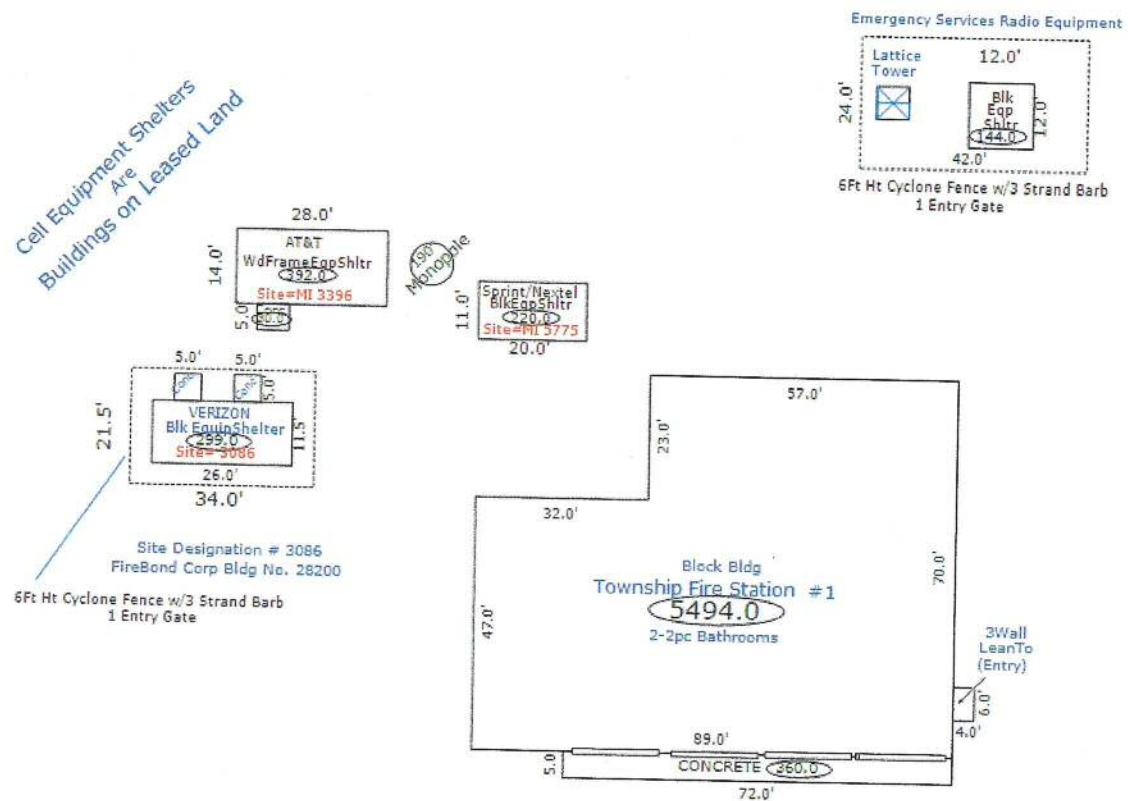 Emergency Services Radio Equipment
Lattice
Tower
12.0'
24.0'
Blk
Eqp
Shltr
144.0
12.0'
42.0'
6Ft Ht Cyclone Fence w/3 Strand Barb
1 Entry Gate
Cell Equipment Shelters
Are
Buildings on Leased Land
28.0'
14.0'
AT&T
WdFrameEqpShltr
392.0
Site#MI 3396
5.0'
190'
Monopole
11.0'
Sprint/Nextel
BlkEqpShltr
220.0
Site#MI 5775
20.0'
5.0'
5.0'
Conc
Conc
5.0'
21.5'
VERIZON
Blk EquipShelter
299.0
Site# 3086
11.5'
26.0'
34.0'
Site Designation # 3086
FireBond Corp Bldg No. 28200
6Ft Ht Cyclone Fence w/3 Strand Barb
1 Entry Gate
57.0'
23.0'
32.0'
47.0'
70.0'
Block Bldg
Township Fire Station #1
5494.0
2-2pc Bathrooms
3Wall
LeanTo
(Entry)
6.0'
4.0'
89.0'
5.0'
CONCRETE
360.0
72.0'